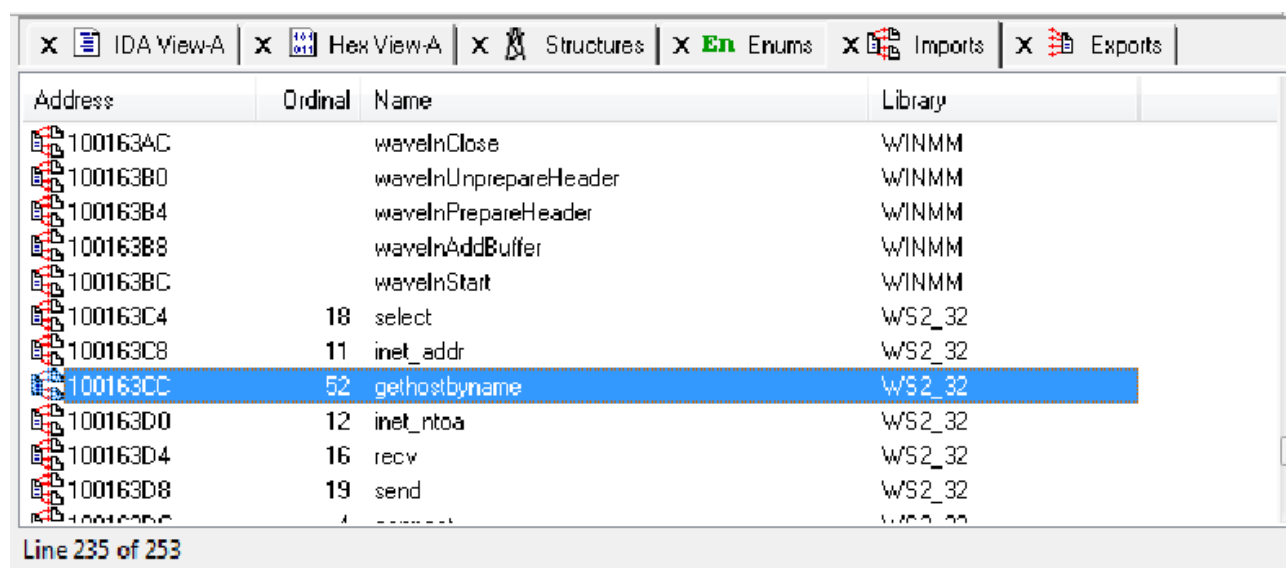 x IDA View-A x Hex View-A x Structures x En Enums x Imports x Exports
Address Ordinal Name Library
100163AC waveInClose WINMM
100163B0 waveInUnprepareHeader WINMM
100163B4 waveInPrepareHeader WINMM
100163B8 waveInAddBuffer WINMM
100163BC waveInStart WINMM
100163C4 18 select WS2_32
100163C8 11 inet_addr WS2_32
100163CC 52 gethostbyname WS2_32
100163D0 12 inet_ntoa WS2_32
100163D4 16 recv WS2_32
100163D8 19 send WS2_32
Line 235 of 253